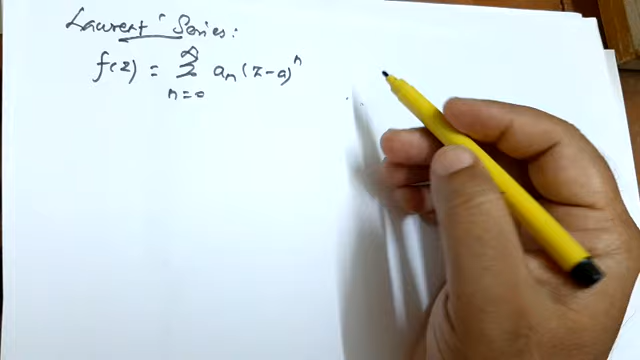 Laurent' Series:
f(z) = ∞∑n=0 aₙ (z-a)ⁿ